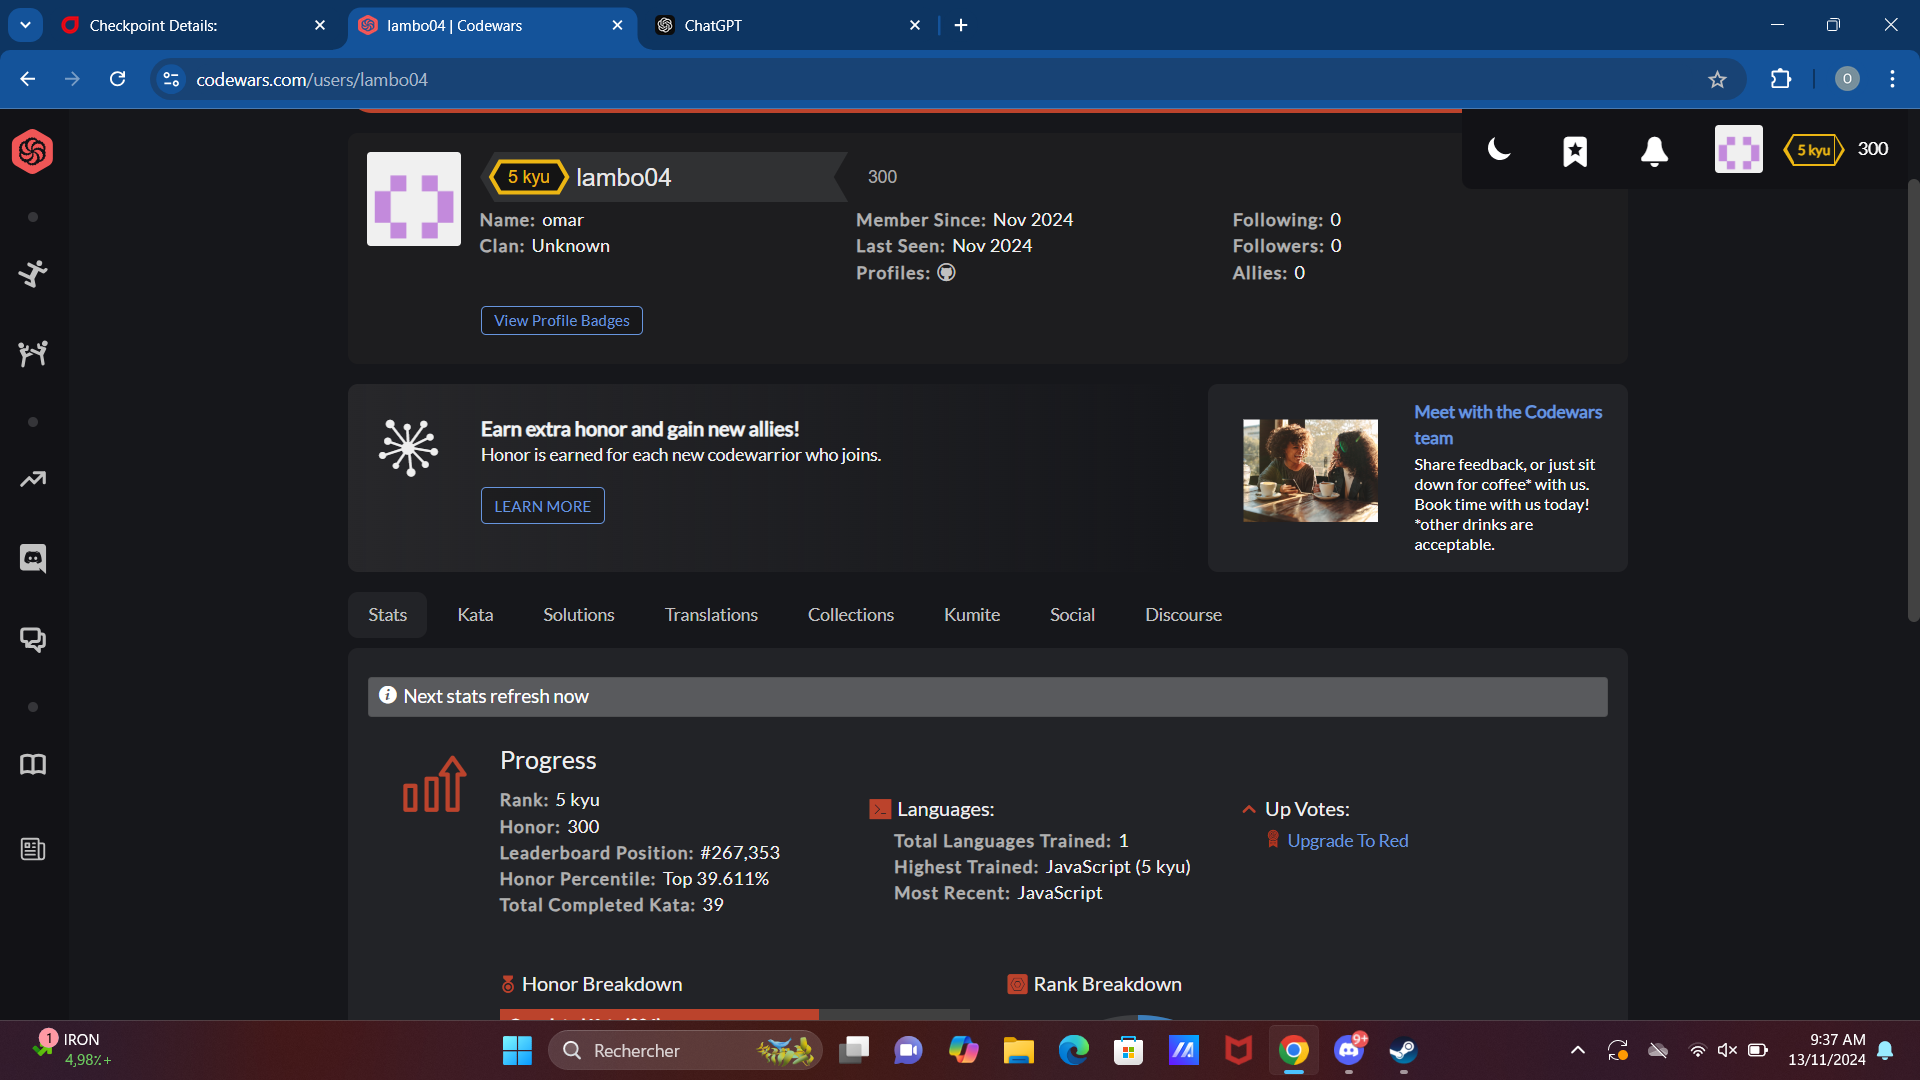 Checkpoint Details:
lambo04 | Codewars
ChatGPT
codewars.com/users/lambo04
O
5 kyu
lambo04
300
5 kyu
300
Name: omar
Clan: Unknown
Member Since: Nov 2024
Last Seen: Nov 2024
Profiles:
Following: 0
Followers: 0
Allies: 0
View Profile Badges
Earn extra honor and gain new allies!
Honor is earned for each new codewarrior who joins.
LEARN MORE
Meet with the Codewars
team
Share feedback, or just sit
down for coffee* with us.
Book time with us today!
*other drinks are
acceptable.
Stats
Kata
Solutions
Translations
Collections
Kumite
Social
Discourse
Next stats refresh now
Progress
Rank: 5 kyu
Honor: 300
Leaderboard Position: #267,353
Honor Percentile: Top 39.611%
Total Completed Kata: 39
Languages:
Total Languages Trained: 1
Highest Trained: JavaScript (5 kyu)
Most Recent: JavaScript
Up Votes:
Upgrade To Red
Honor Breakdown
Rank Breakdown
1
IRON
4,98%+
Rechercher
9+
9:37 AM
13/11/2024